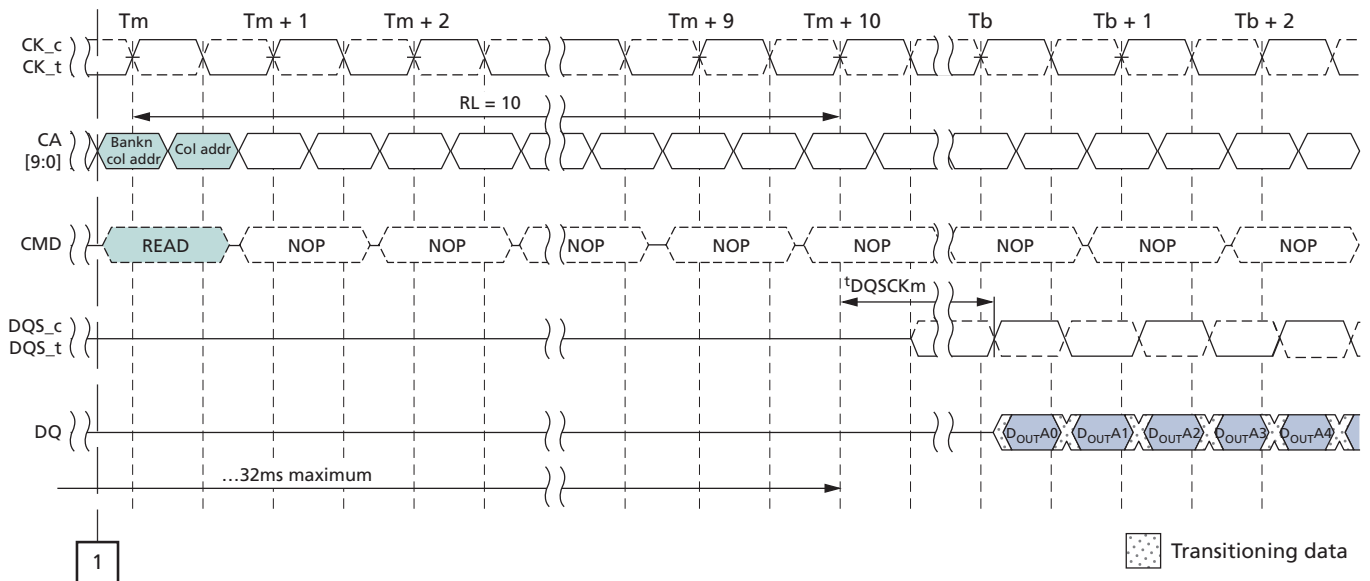 Tm Tm + 1 Tm + 2 Tm + 9 Tm + 10 Tb Tb + 1 Tb + 2
CK_c
CK_t
RL = 10
CA
[9:0]
Bankn
col addr
Col addr
CMD READ NOP NOP NOP NOP NOP NOP NOP NOP
tDQSCKm
DQS_c
DQS_t
DQ DOUTA0 DOUTA1 DOUTA2 DOUTA3 DOUTA4
…32ms maximum
1
Transitioning data